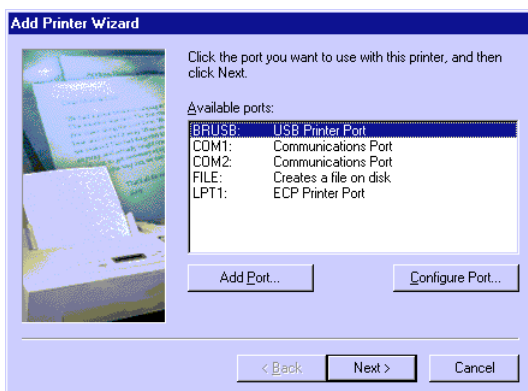 Add Printer Wizard
Click the port you want to use with this printer, and then
click Next.
Available ports:
BRUSB: USB Printer Port
COM1: Communications Port
COM2: Communications Port
FILE: Creates a file on disk
LPT1: ECP Printer Port
Add Port... Configure Port...
< Back Next > Cancel